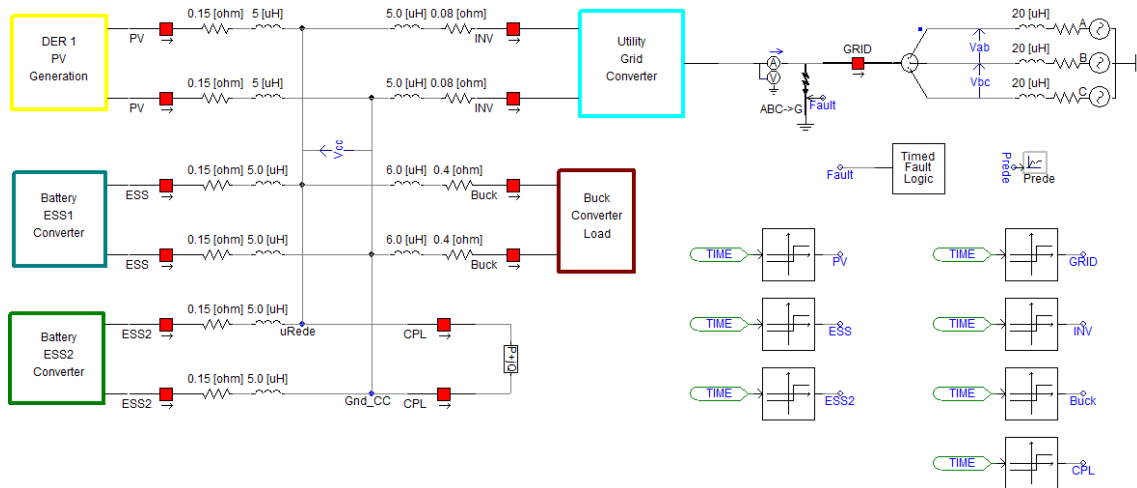 0.15 [ohm] 5 [uH] 5.0 [uH] 0.08 [ohm] 20 [uH] A
DER 1
PV
Generation
PV INV
Utility
Grid
Converter
GRID
Vab
20 [uH] B
0.15 [ohm] 5 [uH] 5.0 [uH] 0.08 [ohm]
PV INV
A
V
ABC->G
Fault
Vbc
20 [uH] C
Vcc
Fault
Timed
Fault
Logic
Prede
Prede
0.15 [ohm] 5.0 [uH] 6.0 [uH] 0.4 [ohm]
Battery
ESS1
Converter
ESS Buck
Buck
Converter
Load
0.15 [ohm] 5.0 [uH] 6.0 [uH] 0.4 [ohm]
ESS Buck
TIME PV TIME GRID
0.15 [ohm] 5.0 [uH]
Battery
ESS2
Converter
ESS2 uRede CPL
P+jQ
TIME ESS TIME INV
0.15 [ohm] 5.0 [uH]
ESS2 Gnd_CC CPL
TIME ESS2 TIME Buck
TIME CPL